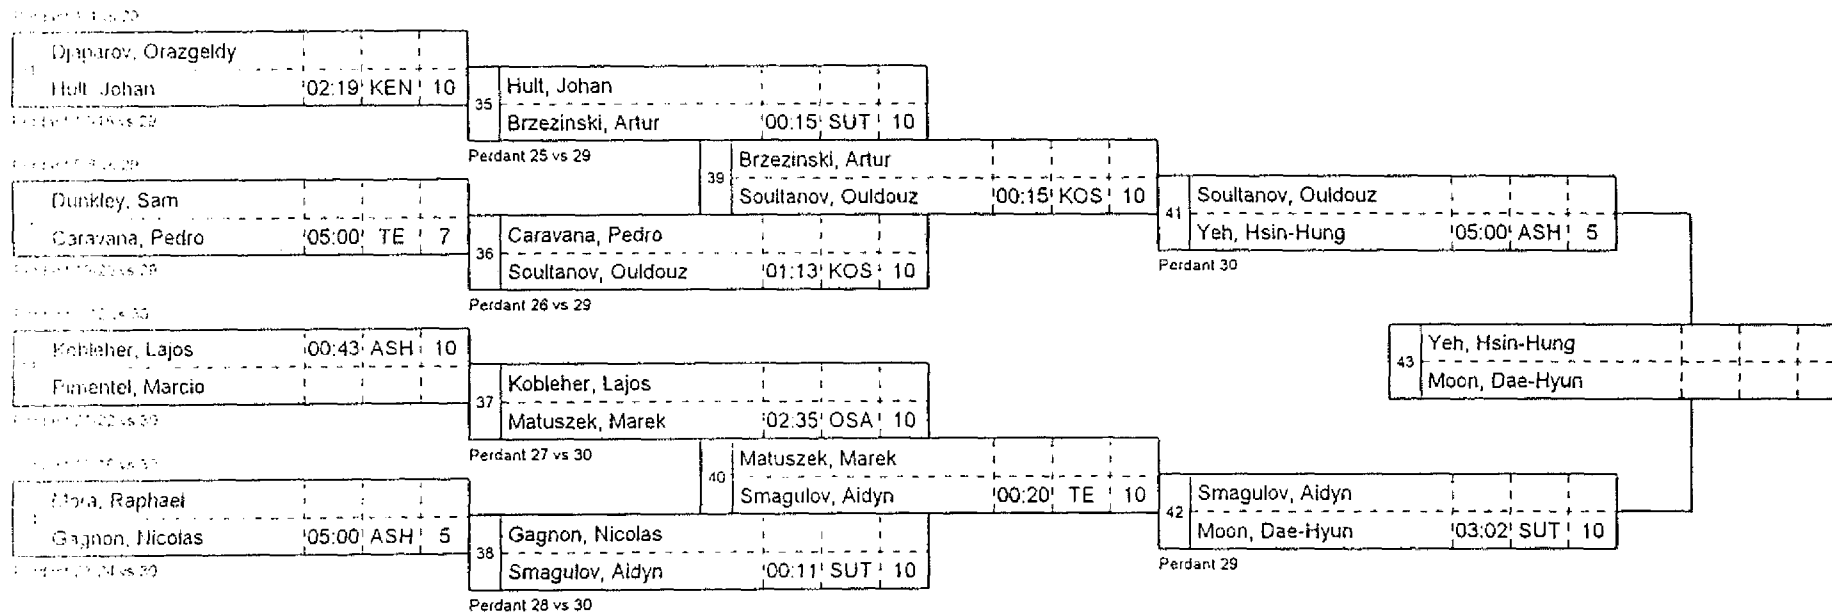 Djaparov, Orazgeldy
Hult, Johan 02:19 KEN 10
35 Hult, Johan
Brzezinski, Artur 00:15 SUT 10
Perdant 25 vs 29
Dunkley, Sam
Caravana, Pedro 05:00 TE 7
36 Caravana, Pedro
Soultanov, Ouldouz 01:13 KOS 10
Perdant 26 vs 29
39 Brzezinski, Artur
Soultanov, Ouldouz 00:15 KOS 10
41 Soultanov, Ouldouz
Yeh, Hsin-Hung 05:00 ASH 5
Perdant 30
Kobleher, Lajos 00:43 ASH 10
Pimentel, Marcio
37 Kobleher, Lajos
Matuszek, Marek 02:35 OSA 10
Perdant 27 vs 30
Raphael
Gagnon, Nicolas 05:00 ASH 5
38 Gagnon, Nicolas
Smagulov, Aidyn 00:11 SUT 10
Perdant 28 vs 30
40 Matuszek, Marek
Smagulov, Aidyn 00:20 TE 10
42 Smagulov, Aidyn
Moon, Dae-Hyun 03:02 SUT 10
Perdant 29
43 Yeh, Hsin-Hung
Moon, Dae-Hyun